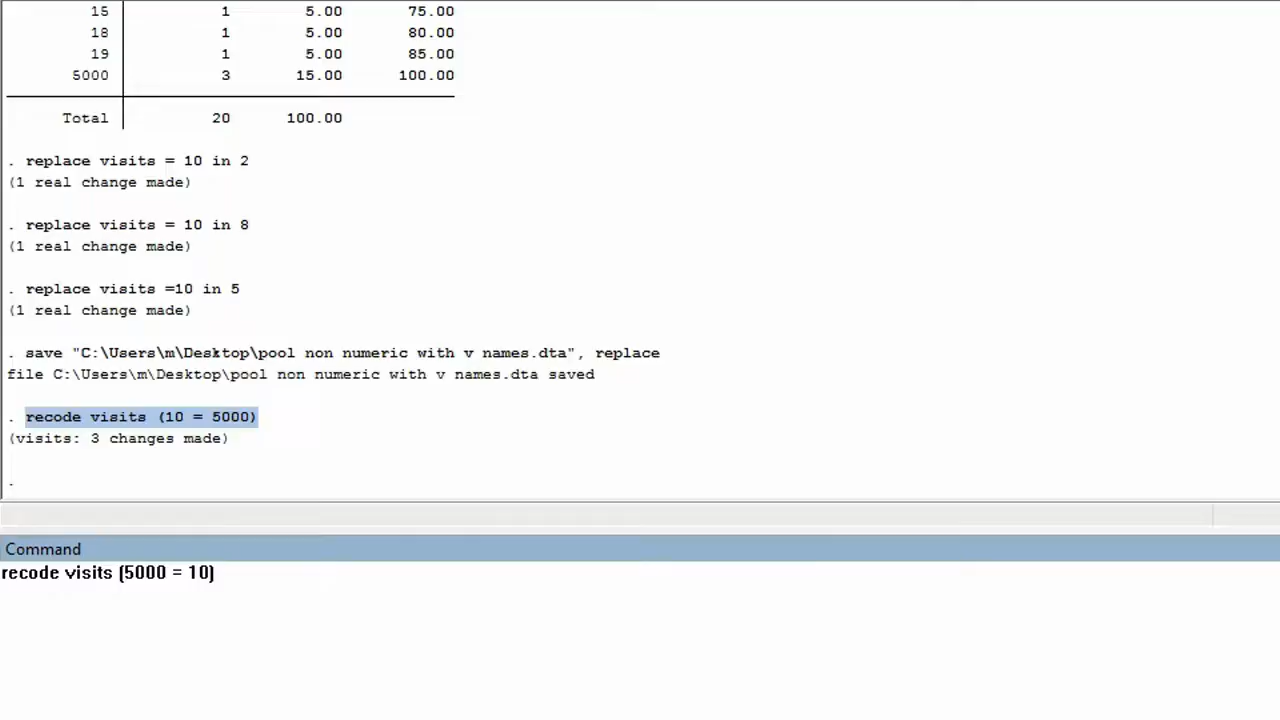 15 1 5.00 75.00
18 1 5.00 80.00
19 1 5.00 85.00
5000 3 15.00 100.00
Total 20 100.00
. replace visits = 10 in 2
(1 real change made)
. replace visits = 10 in 8
(1 real change made)
. replace visits =10 in 5
(1 real change made)
. save "C:\Users\m\Desktop\pool non numeric with v names.dta", replace
file C:\Users\m\Desktop\pool non numeric with v names.dta saved
. recode visits (10 = 5000)
(visits: 3 changes made)
.
Command
recode visits (5000 = 10)